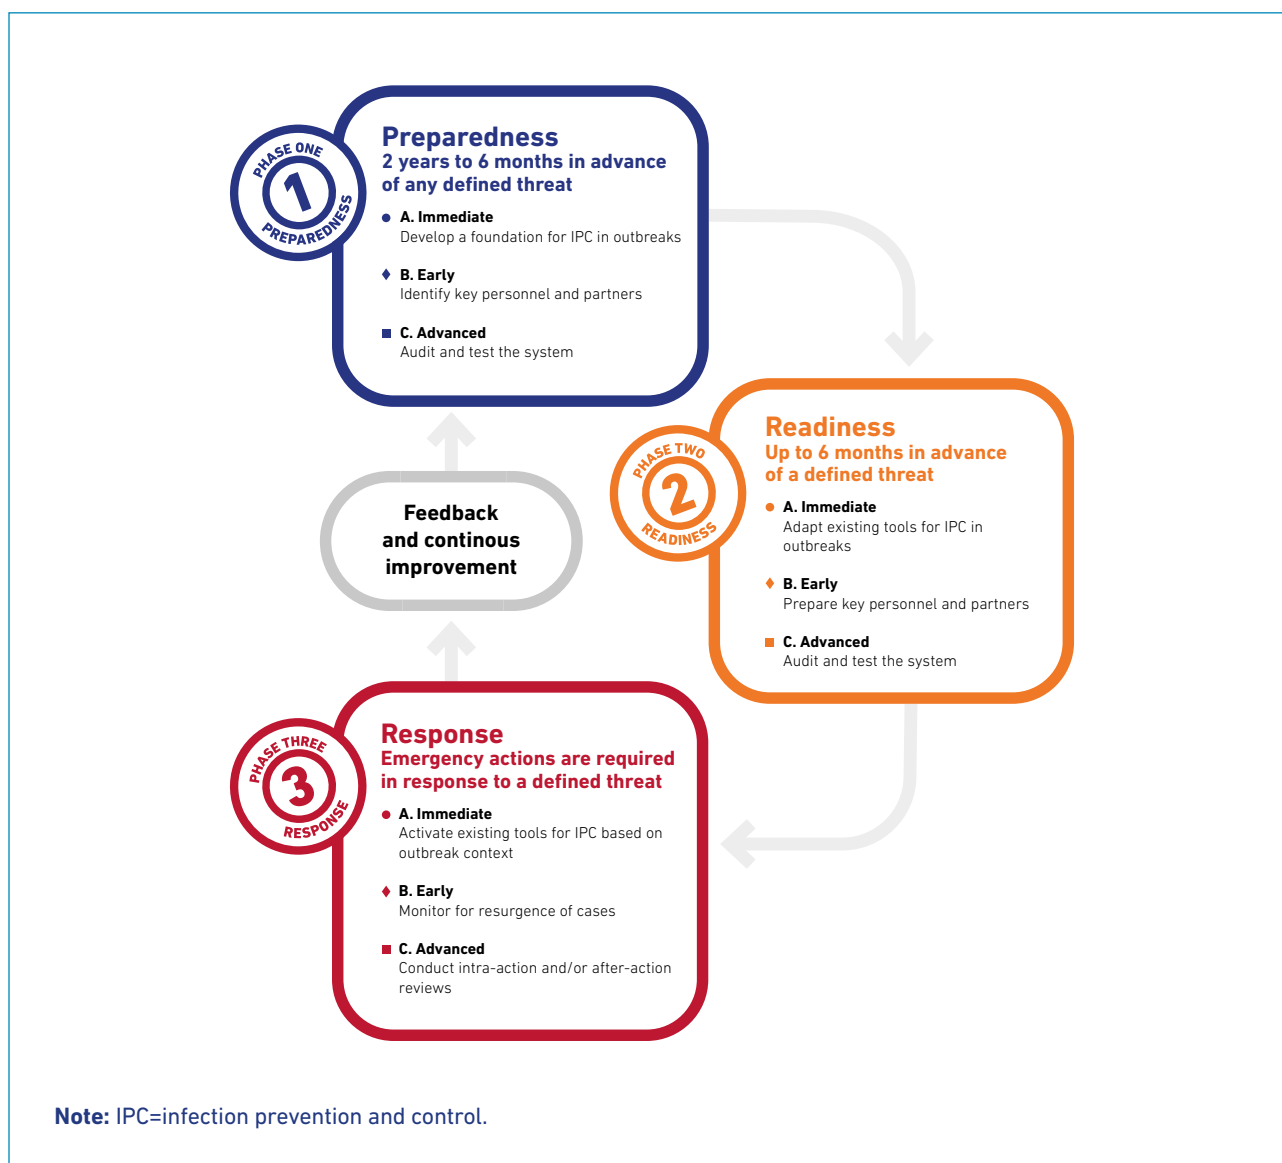 PHASE ONE
1
PREPAREDNESS
Preparedness
2 years to 6 months in advance
of any defined threat
A. Immediate
Develop a foundation for IPC in outbreaks
B. Early
Identify key personnel and partners
C. Advanced
Audit and test the system
PHASE TWO
2
READINESS
Readiness
Up to 6 months in advance
of a defined threat
A. Immediate
Adapt existing tools for IPC in
outbreaks
B. Early
Prepare key personnel and partners
C. Advanced
Audit and test the system
Feedback
and continous
improvement
PHASE THREE
3
RESPONSE
Response
Emergency actions are required
in response to a defined threat
A. Immediate
Activate existing tools for IPC based on
outbreak context
B. Early
Monitor for resurgence of cases
C. Advanced
Conduct intra-action and/or after-action
reviews
Note: IPC=infection prevention and control.